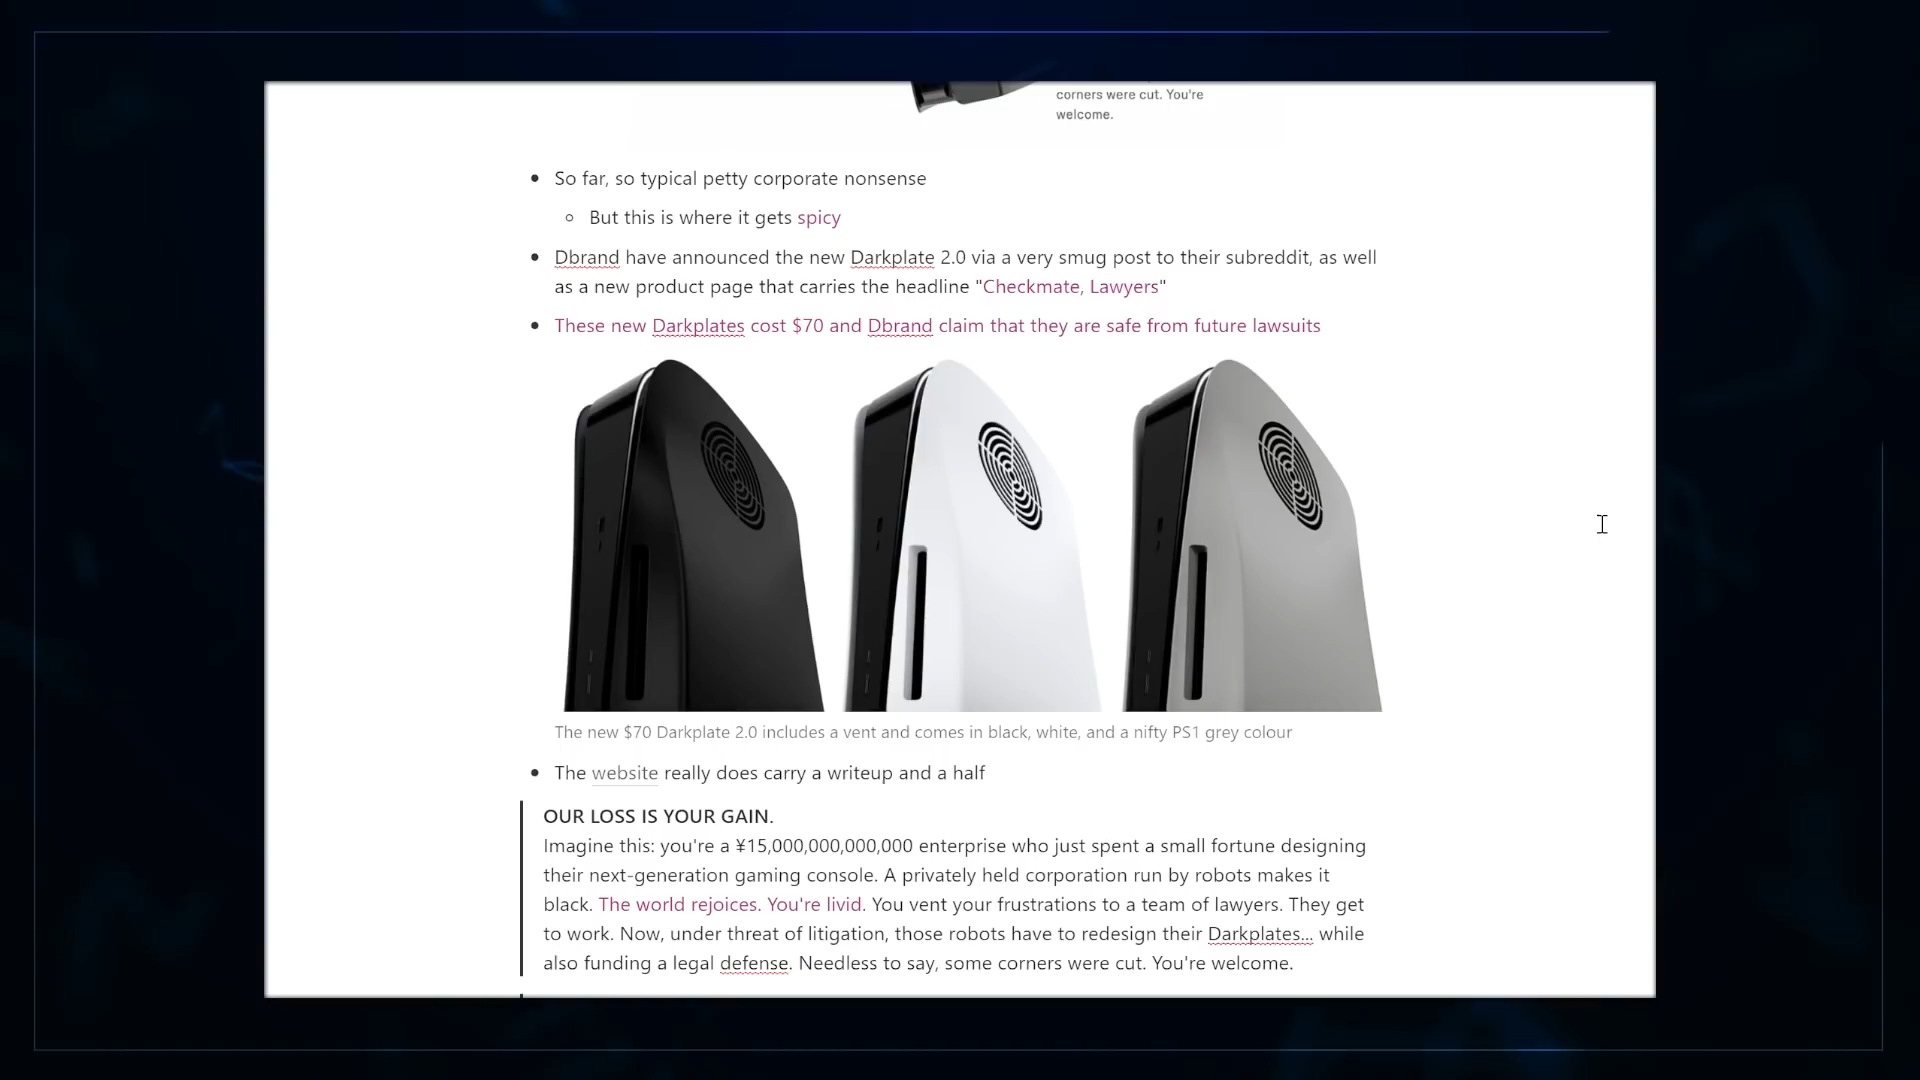 corners were cut. You're
welcome.
So far, so typical petty corporate nonsense
But this is where it gets spicy
Dbrand have announced the new Darkplate 2.0 via a very smug post to their subreddit, as well
as a new product page that carries the headline "Checkmate, Lawyers"
These new Darkplates cost $70 and Dbrand claim that they are safe from future lawsuits
The new $70 Darkplate 2.0 includes a vent and comes in black, white, and a nifty PS1 grey colour
The website really does carry a writeup and a half
OUR LOSS IS YOUR GAIN.
Imagine this: you're a ¥15,000,000,000,000 enterprise who just spent a small fortune designing
their next-generation gaming console. A privately held corporation run by robots makes it
black. The world rejoices. You're livid. You vent your frustrations to a team of lawyers. They get
to work. Now, under threat of litigation, those robots have to redesign their Darkplates... while
also funding a legal defense. Needless to say, some corners were cut. You're welcome.